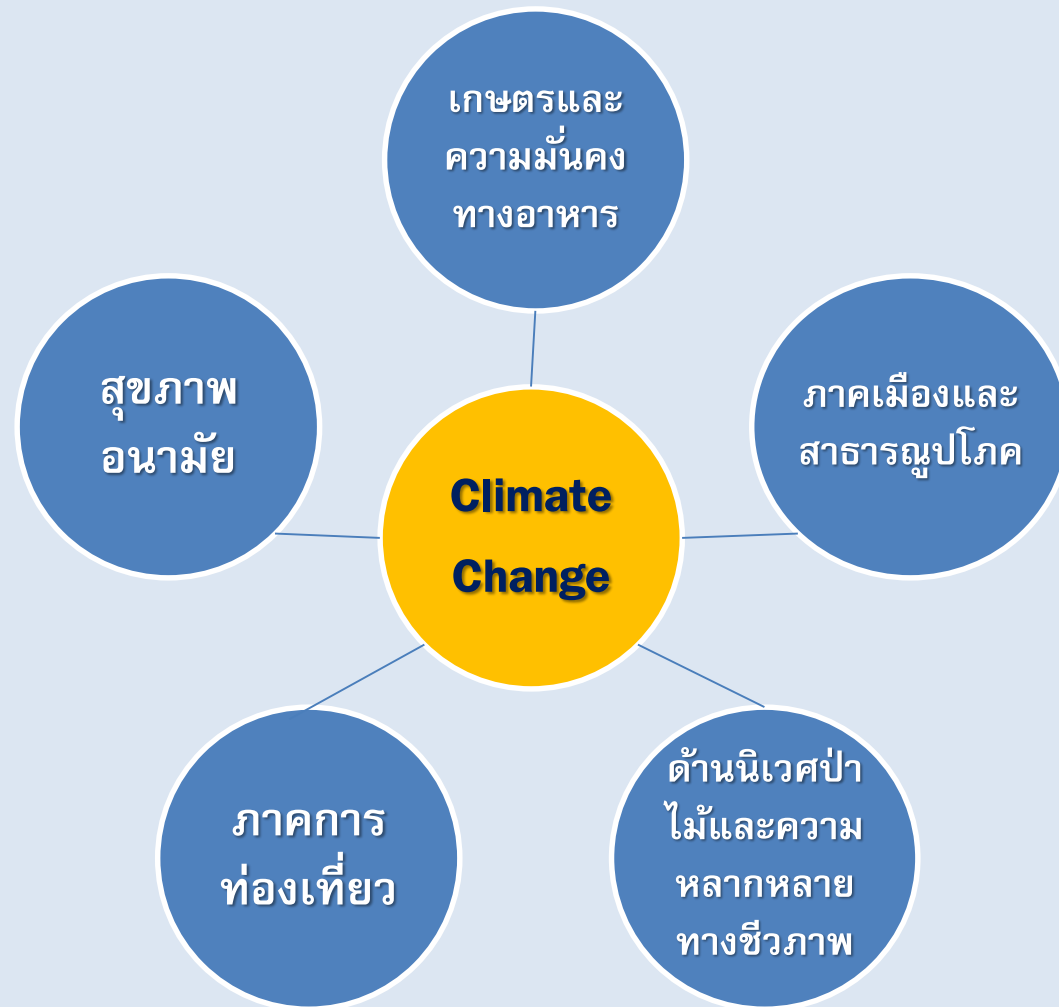 เกษตรและ
ความมั่นคง
ทางอาหาร
สุขภาพ
อนามัย
ภาคเมืองและ
สาธารณูปโภค
Climate
Change
ภาคการ
ท่องเที่ยว
ด้านนิเวศป่า
ไม้และความ
หลากหลาย
ทางชีวภาพ